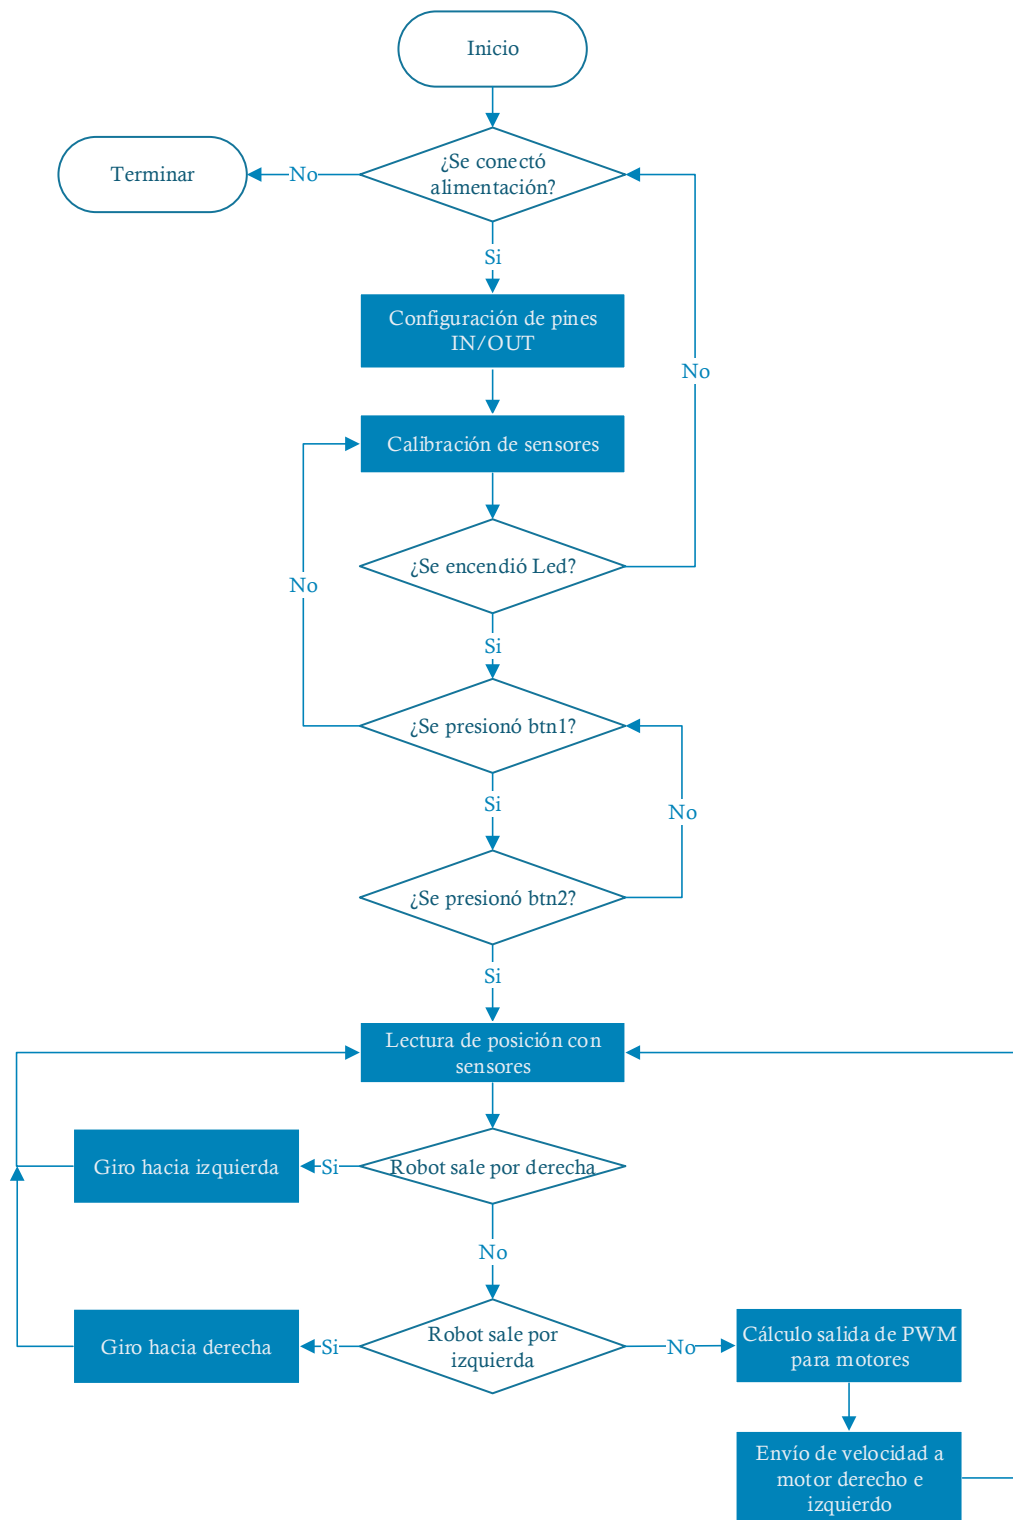 Inicio
¿Se conectó
alimentación?
No
Terminar
Si
Configuración de pines
IN/OUT
No
Calibración de sensores
¿Se encendió Led?
No
Si
¿Se presionó btn1?
Si
No
¿Se presionó btn2?
Si
Lectura de posición con
sensores
Robot sale por derecha
Si
Giro hacia izquierda
No
Robot sale por
izquierda
Si
Giro hacia derecha
No
Cálculo salida de PWM
para motores
Envío de velocidad a
motor derecho e
izquierdo